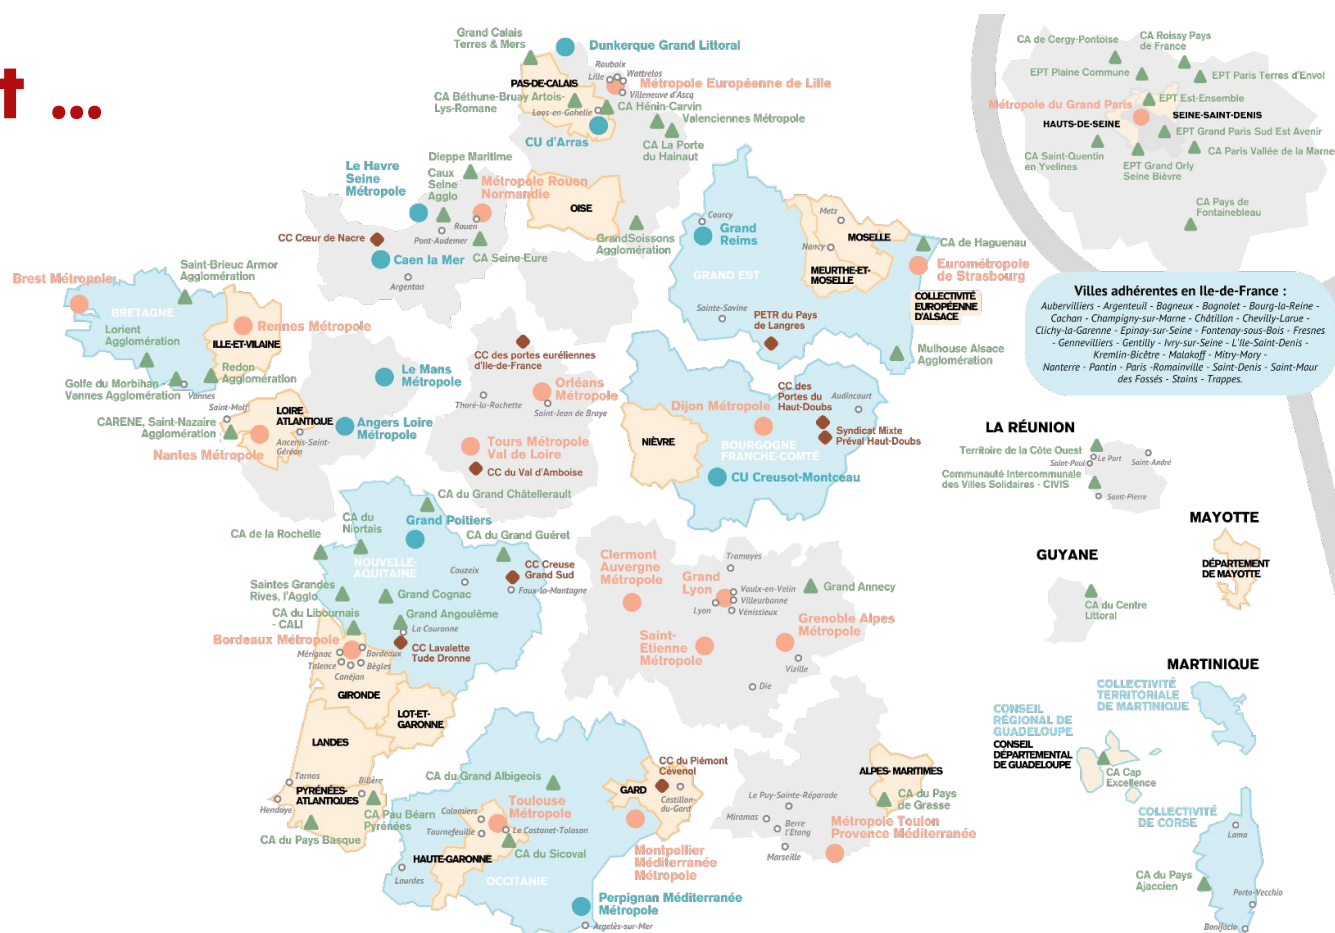 t ...
Grand Calais
Terres & Mers
Dunkerque Grand Littoral
Roubaix
Lille
Wattrelos
PAS-DE-CALAIS
Métropole Européenne de Lille
Villeneuve d'Ascq
CA Béthune-Bruay Artois-
Lys-Romane
Loos-en-Gohelle
CA Hénin-Carvin
Valenciennes Métropole
CU d'Arras
CA La Porte
du Hainaut
Dieppe Maritime
Le Havre
Seine
Métropole
Caux
Seine
Agglo
Métropole Rouen
Normandie
OISE
Rouen
Pont-Audemer
CC Cœur de Nacre
Caen la Mer
CA Seine-Eure
Argentan
GrandSoissons
Agglomération
Courcy
Grand
Reims
GRAND EST
Metz
MOSELLE
Nancy
MEURTHE-ET-
MOSELLE
CA de Haguenau
Eurométropole
de Strasbourg
COLLECTIVITÉ
EUROPÉENNE
D'ALSACE
Sainte-Savine
PETR du Pays
de Langres
Mulhouse Alsace
Agglomération
Brest Métropole
Saint-Brieuc Armor
Agglomération
BRETAGNE
Rennes Métropole
Lorient
Agglomération
ILLE-ET-VILAINE
Redon
Agglomération
Golfe du Morbihan -
Vannes Agglomération
Vannes
Saint-Molf
LOIRE
ATLANTIQUE
CARENE, Saint-Nazaire
Agglomération
Ancenis-Saint-
Géréon
Nantes Métropole
Le Mans
Métropole
Angers Loire
Métropole
CC des portes euréliennes
d'Ile-de-France
Orléans
Métropole
Thoré-la-Rochette
Saint-Jean de Braye
Tours Métropole
Val de Loire
CC du Val d'Amboise
NIÈVRE
Dijon Métropole
CC des
Portes du
Haut-Doubs
Audincourt
Syndicat Mixte
Préval Haut-Doubs
BOURGOGNE
FRANCHE-COMTÉ
CU Creusot-Montceau
CA du Grand Châtellerault
CA du
Niortais
Grand Poitiers
CA de la Rochelle
CA du Grand Guéret
NOUVELLE-
AQUITAINE
Couzeix
CC Creuse
Grand Sud
Faux-la-Montagne
Saintes Grandes
Rives, l'Agglo
Grand Cognac
CA du Libournais
- CALI
Grand Angoulême
La Couronne
Bordeaux Métropole
CC Lavalette
Tude Dronne
Mérignac
Bordeaux
Talence
Bègles
Canéjan
GIRONDE
LOT-ET-
GARONNE
LANDES
Tarnos
Billère
PYRÉNÉES-
ATLANTIQUES
Hendaye
CA Pau Béarn
Pyrénées
CA du Pays Basque
Clermont
Auvergne
Métropole
Tramoyes
Grand
Lyon
Vaulx-en-Velin
Villeurbanne
Lyon
Vénissieux
Grand Annecy
Saint-
Etienne
Métropole
Grenoble Alpes
Métropole
Vizille
Die
CA du Grand Albigeois
Colomiers
Toulouse
Métropole
Tournefeuille
Le Castanet-Tolosan
CA du Sicoval
HAUTE-GARONNE
Lourdes
OCCITANIE
GARD
CC du Piémont
Cévenol
Castillon-
du-Gard
Montpellier
Méditerranée
Métropole
Perpignan Méditerranée
Métropole
Argelès-sur-Mer
ALPES- MARITIMES
CA du Pays
de Grasse
Le Puy-Sainte-Réparade
Miramas
Berre
l'Etang
Marseille
Métropole Toulon
Provence Méditerranée
CA de Cergy-Pontoise
CA Roissy Pays
de France
EPT Plaine Commune
EPT Paris Terres d'Envol
Métropole du Grand Paris
EPT Est-Ensemble
SEINE-SAINT-DENIS
HAUTS-DE-SEINE
EPT Grand Paris Sud Est Avenir
CA Saint-Quentin
en Yvelines
EPT Grand Orly
Seine Bièvre
CA Paris Vallée de la Marne
CA Pays de
Fontainebleau
Villes adhérentes en Ile-de-France :
Aubervilliers - Argenteuil - Bagneux - Bagnolet - Bourg-la-Reine -
Cachan - Champigny-sur-Marne - Châtillon - Chevilly-Larue -
Clichy-la-Garenne - Epinay-sur-Seine - Fontenay-sous-Bois - Fresnes
- Gennevilliers - Gentilly - Ivry-sur-Seine - L'Ile-Saint-Denis -
Kremlin-Bicêtre - Malakoff - Mitry-Mory -
Nanterre - Pantin - Paris -Romainville - Saint-Denis - Saint-Maur
des Fossés - Stains - Trappes.
LA RÉUNION
Territoire de la Côte Ouest
Saint-Paul
Le Port
Saint-André
Communauté Intercommunale
des Villes Solidaires - CIVIS
Saint-Pierre
MAYOTTE
DÉPARTEMENT
DE MAYOTTE
GUYANE
CA du Centre
Littoral
MARTINIQUE
COLLECTIVITÉ
TERRITORIALE
DE MARTINIQUE
CONSEIL
RÉGIONAL DE
GUADELOUPE
CONSEIL
DÉPARTEMENTAL
DE GUADELOUPE
CA Cap
Excellence
COLLECTIVITÉ
DE CORSE
Lama
CA du Pays
Ajaccien
Porto-Vecchio
Bonifacio